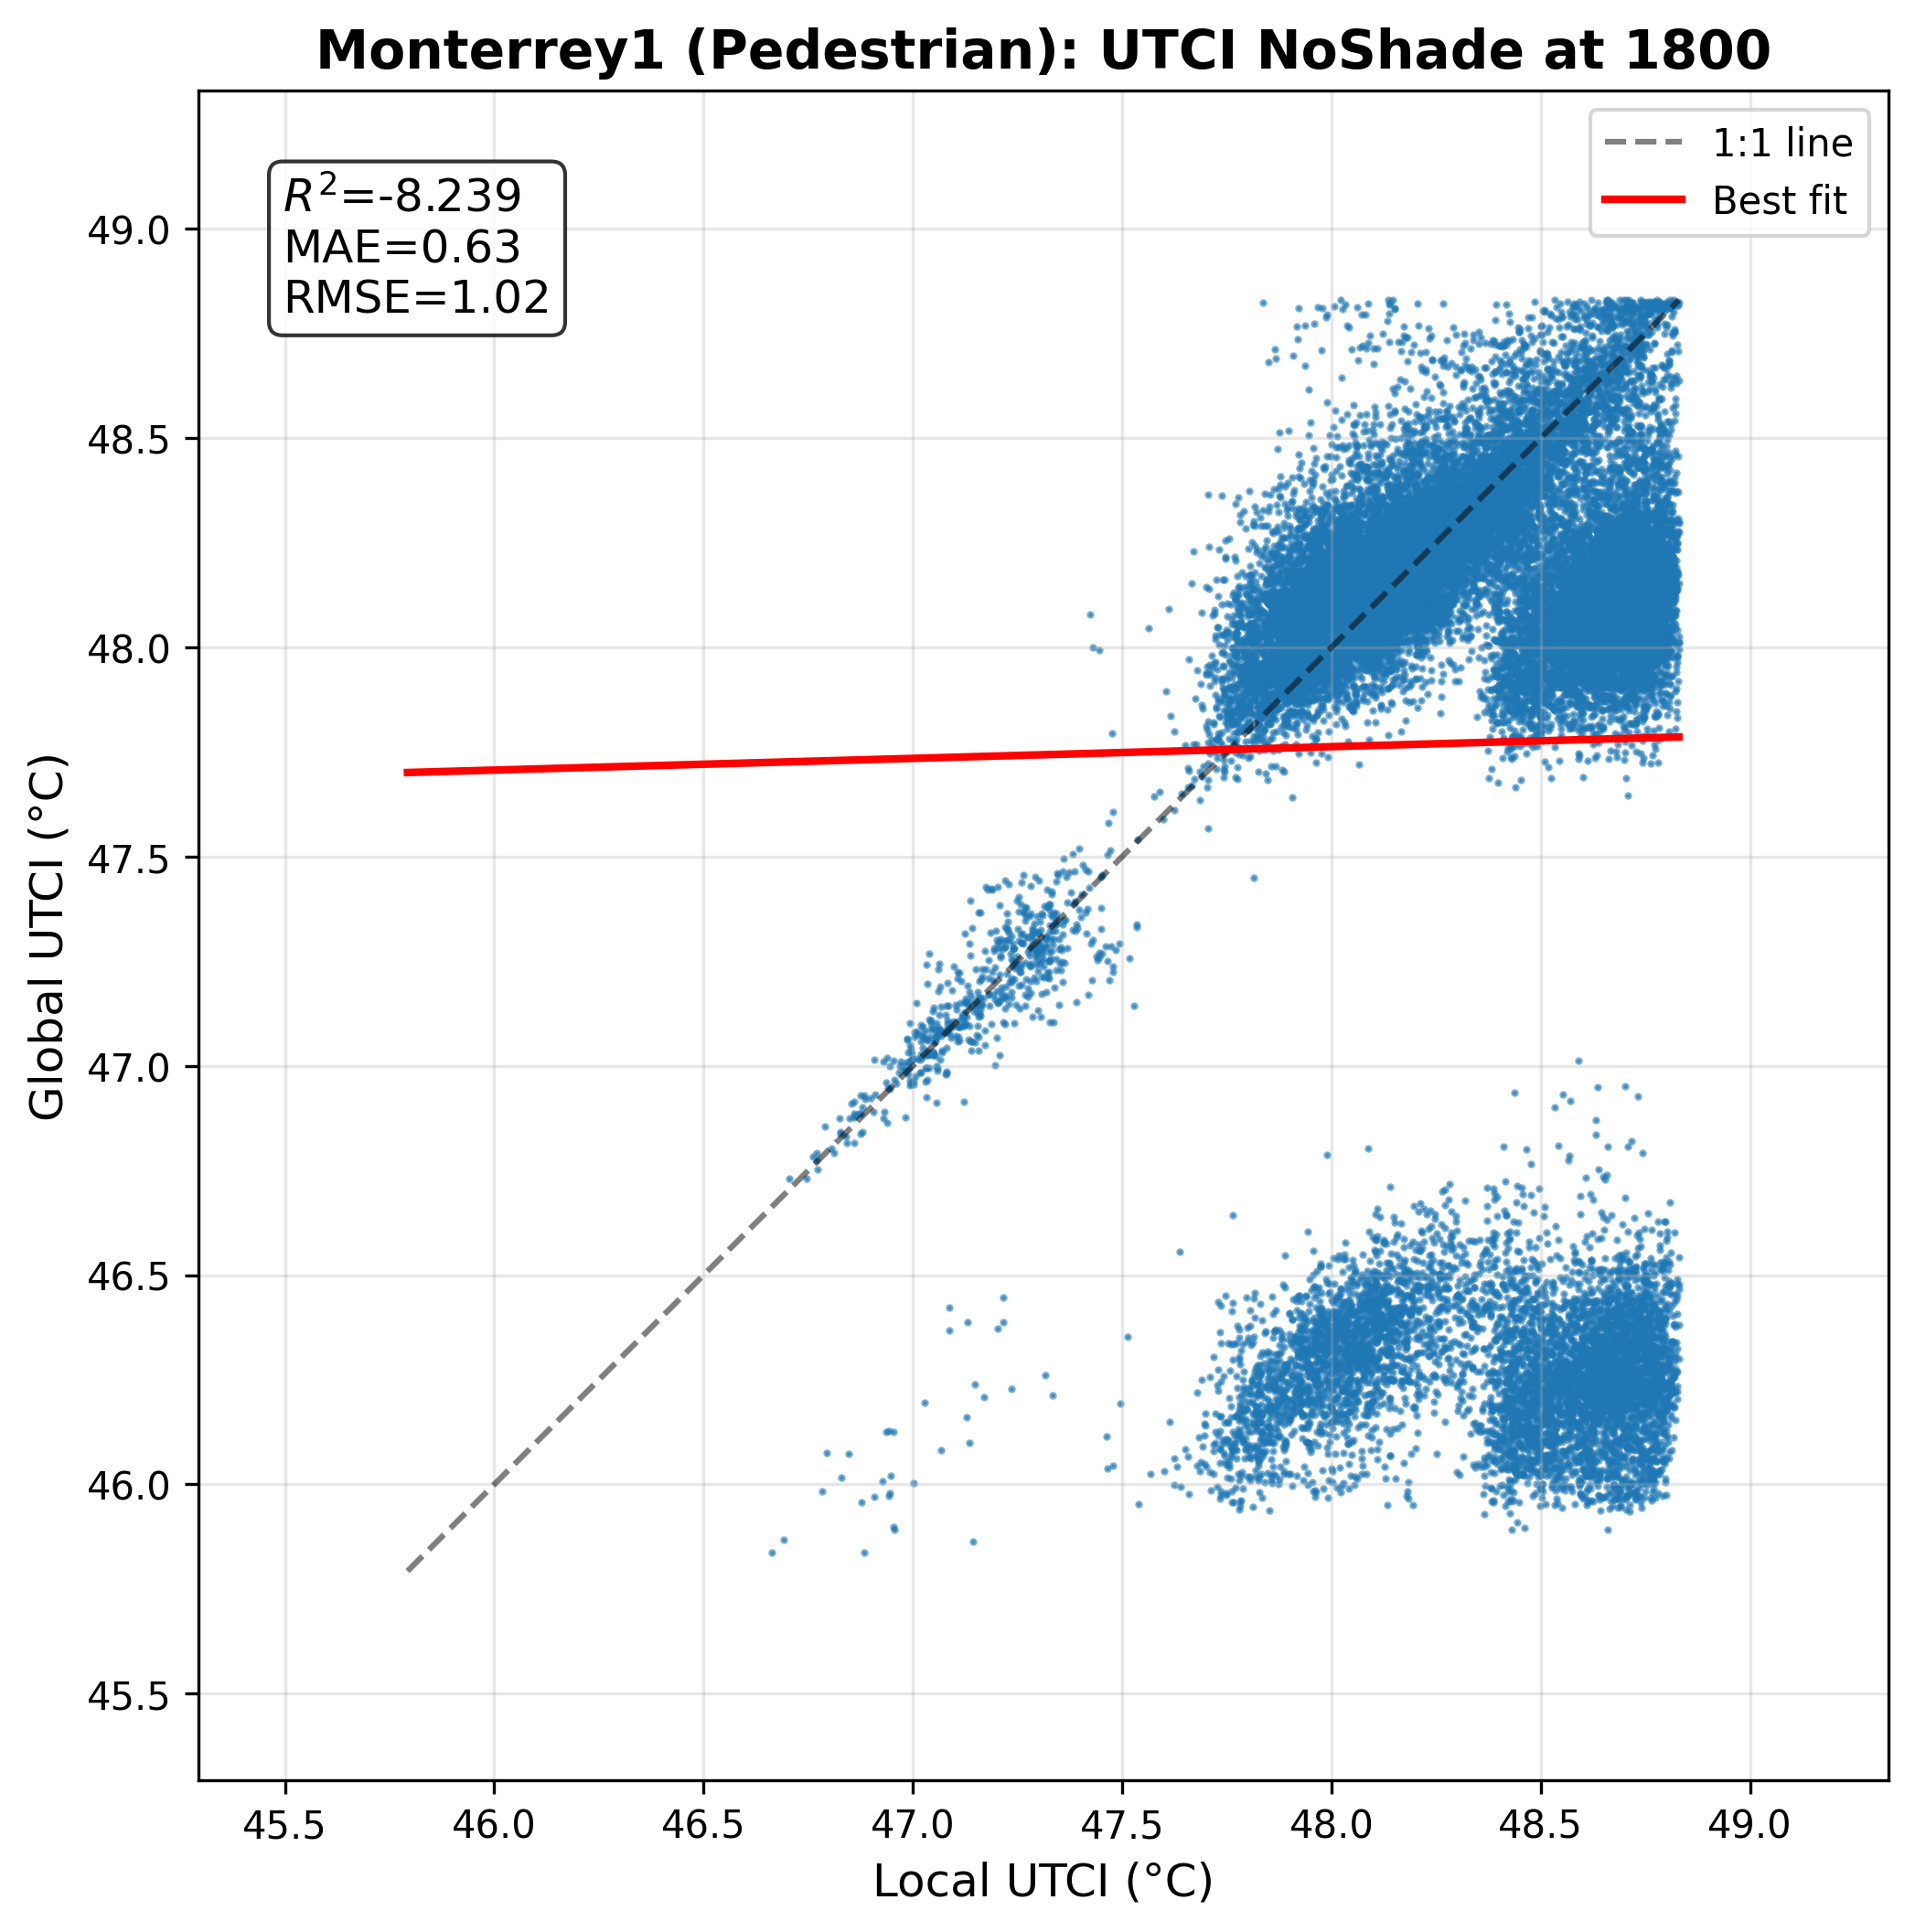 Monterrey1 (Pedestrian): UTCI NoShade at 1800
R²=-8.239
MAE=0.63
RMSE=1.02
1:1 line
Best fit
Global UTCI (°C)
49.0
48.5
48.0
47.5
47.0
46.5
46.0
45.5
45.5 46.0 46.5 47.0 47.5 48.0 48.5 49.0
Local UTCI (°C)